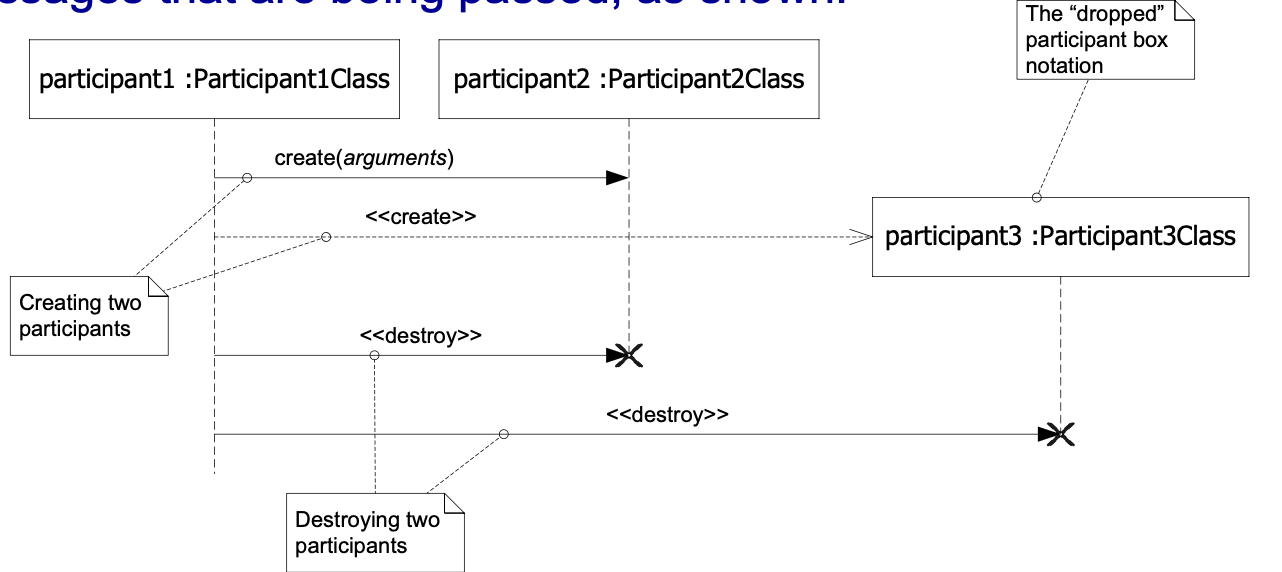 ssages that are being passed, as shown.
The “dropped”
participant box
notation
participant1 :Participant1Class
participant2 :Participant2Class
create(arguments)
<<create>>
participant3 :Participant3Class
Creating two
participants
<<destroy>>
<<destroy>>
Destroying two
participants